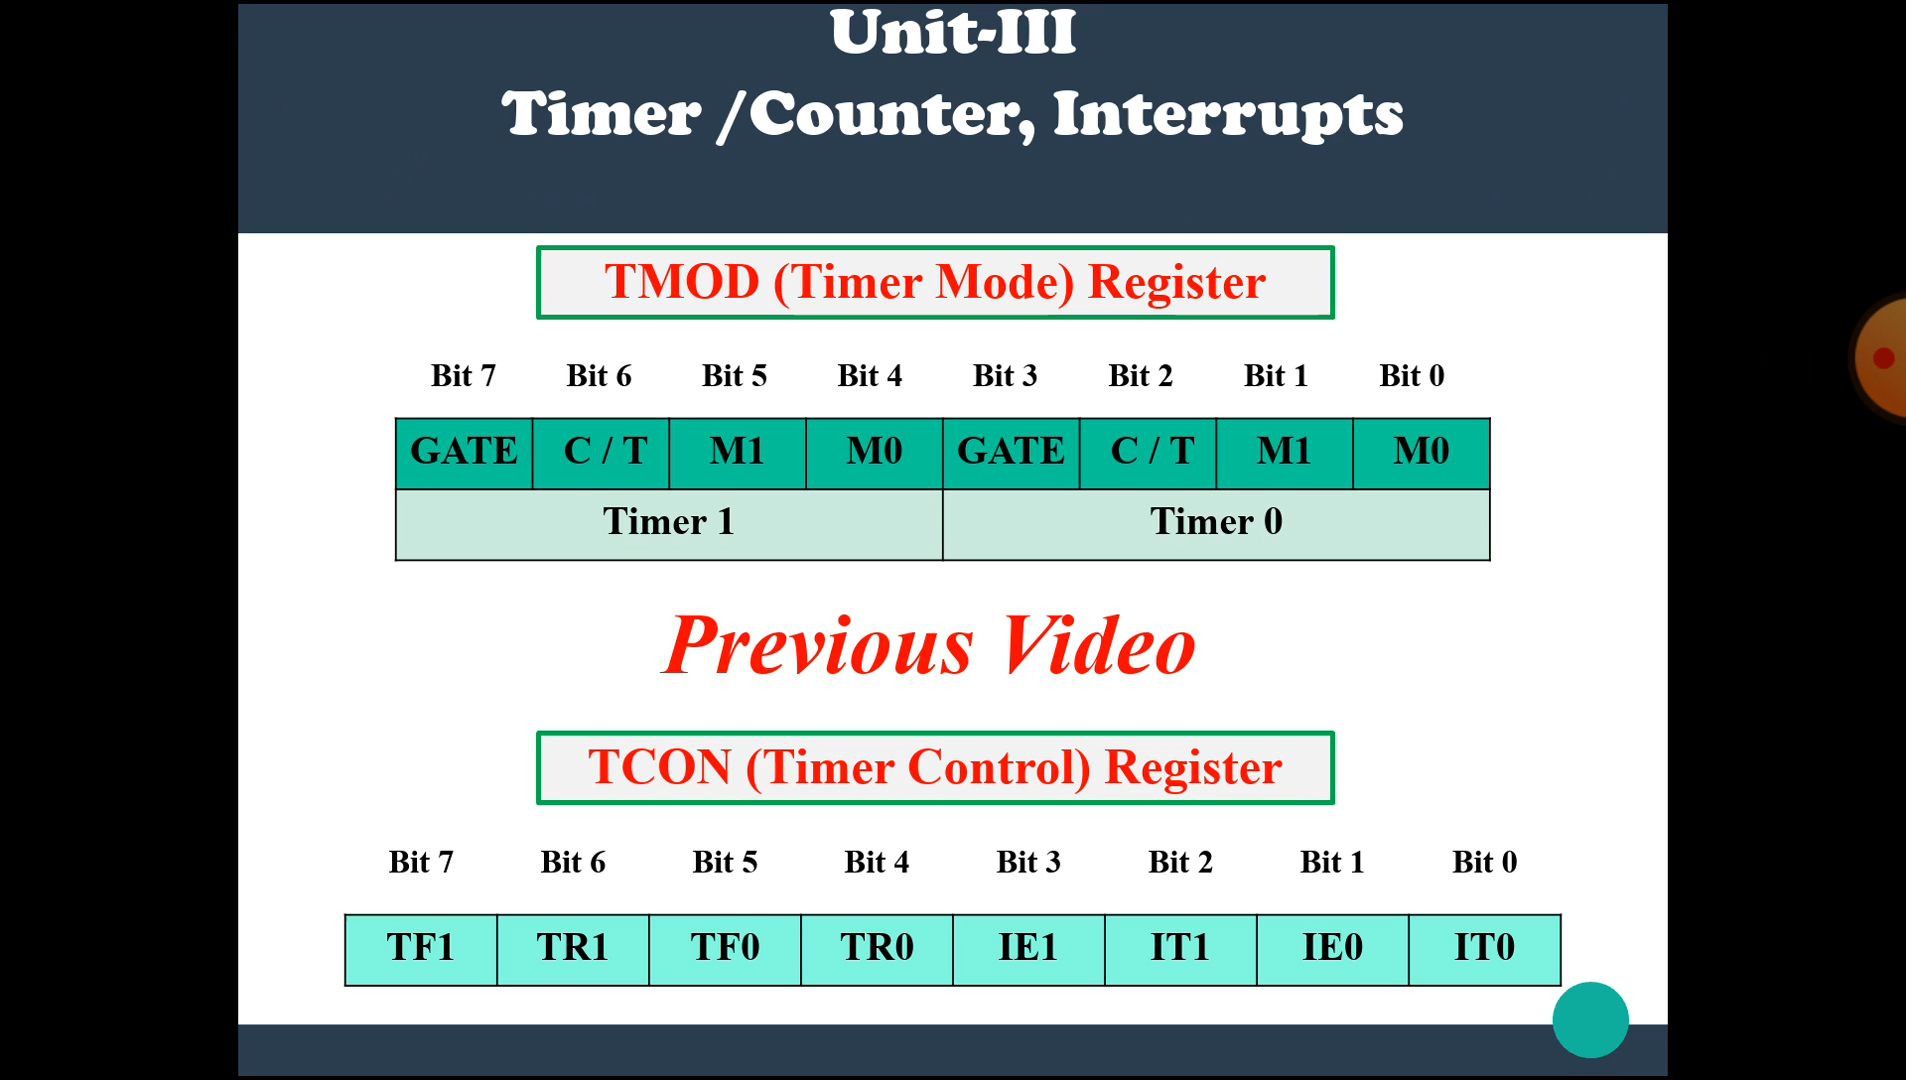 Unit-III
Timer /Counter, Interrupts
TMOD (Timer Mode) Register
Bit 7 Bit 6 Bit 5 Bit 4 Bit 3 Bit 2 Bit 1 Bit 0
GATE C / T M1 M0 GATE C / T M1 M0
Timer 1 Timer 0
Previous Video
TCON (Timer Control) Register
Bit 7 Bit 6 Bit 5 Bit 4 Bit 3 Bit 2 Bit 1 Bit 0
TF1 TR1 TF0 TR0 IE1 IT1 IE0 IT0